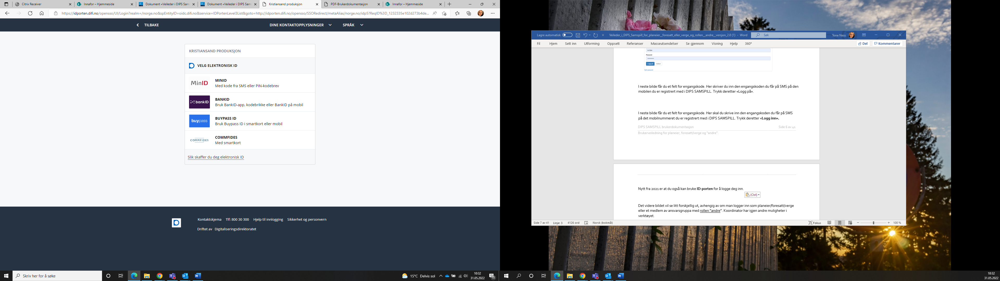 Citrix Receiver
Innafor – Hjemmeside
Dokument «Veileder i DIPS Sam
Dokument «Veileder i DIPS Sam
Kristiansand produksjon
PDF-Brukerdokumentasjon
Innafor – Hjemmeside
https://idporten.difi.no/opensso/UI/Login?realm=/norge.no&spEntityID=oidc.difi.no&service=IDPortenLevel3List&goto=http://idporten.difi.no/opensso/SSORedirect/metaAlias/norge.no/idp5?ReqID%3D_1232335e102d273b4de...
TILBAKE
DINE KONTAKTOPPLYSNINGER
SPRÅK
KRISTIANSAND PRODUKSJON
VELG ELEKTRONISK ID
MinID
MINID
Med kode fra SMS eller PIN-kodebrev
bankID
BANKID
Bruk BankID-app, kodebrikke eller BankID på mobil
buypass
BUYPASS ID
Bruk Buypass ID i smartkort eller mobil
COMMFIDES
COMMFIDES
Med smartkort
Slik skaffer du deg elektronisk ID
Kontaktskjema Tlf: 800 30 300 Hjelp til innlogging Sikkerhet og personvern
Driftet av Digitaliseringsdirektoratet
Skriv her for å søke
15°C Delvis sol
10:32
31.05.2022
15
Lagre automatisk
Veileder_i_DIPS_Samspill_for_planeier__foresatt_eller_verge_og_rollen__andre__versjon_2.0 (1) - Word
Søk
Tone Ness
Fil Hjem Sett inn Utforming Oppsett Referanser Masseutsendelser Se gjennom Visning Hjelp 360°
Del
Kommentarer
Passord
Logg på
Avbryt
Nytt passord
I neste bilde får du et felt for engangskode. Her skriver du inn den engangskoden du får på SMS på den
mobilen du er registrert med i DIPS SAMSPILL. Trykk deretter «Logg på».
I neste bilde får du et felt for engangskode. Her skal du skrive inn den engangskoden du får på SMS
på det mobilnummeret du er registrert med i DIPS SAMSPILL. Trykk deretter «Logg inn».
DIPS SAMSPILL brukerdokumentasjon
Side 6 av 41
Brukerveiledning for planeier, foresatt/verge og "andre"
Nytt fra 2021 er at du også kan bruke ID-porten for å logge deg inn.
(Ctrl)
Det videre bildet vil se litt forskjellig ut, avhengig av om man logger inn som planeier/foresatt/verge
eller et medlem av ansvarsgruppa med rollen "andre". Koordinator har igjen andre muligheter i
verktøyet.
Side 7 av 41 Linje: 3 4126 ord Norsk (bokmål)
Fokus
100 %
10:32
31.05.2022